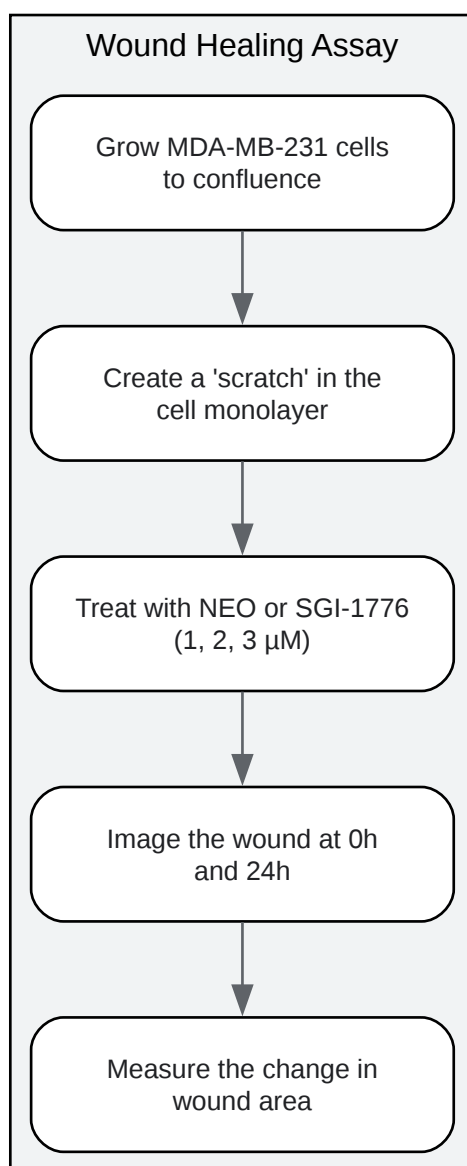 Wound Healing Assay
Grow MDA-MB-231 cells
to confluence
Create a 'scratch' in the
cell monolayer
Treat with NEO or SGI-1776
(1, 2, 3 µM)
Image the wound at 0h
and 24h
Measure the change in
wound area